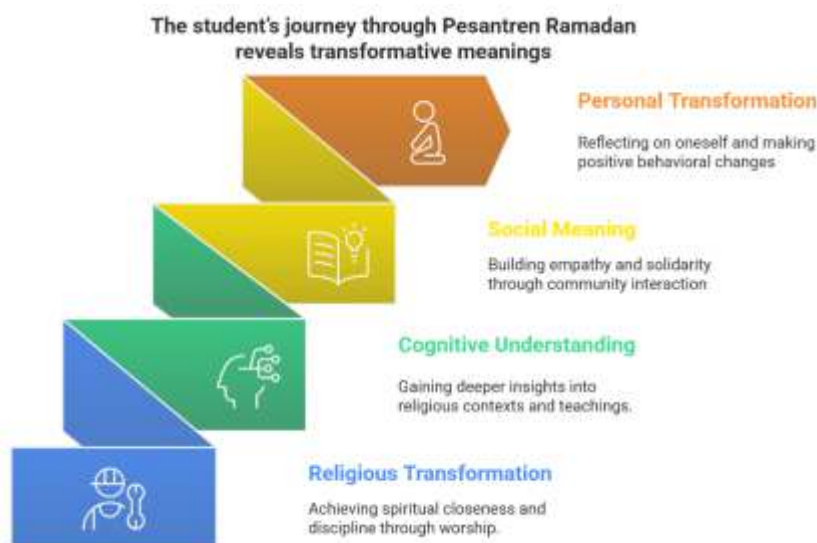 The student's journey through Pesantren Ramadan
reveals transformative meanings
Personal Transformation
Reflecting on oneself and making
positive behavioral changes
Social Meaning
Building empathy and solidarity
through community interaction
Cognitive Understanding
Gaining deeper insights into
religious contexts and teachings.
Religious Transformation
Achieving spiritual closeness and
discipline through worship.